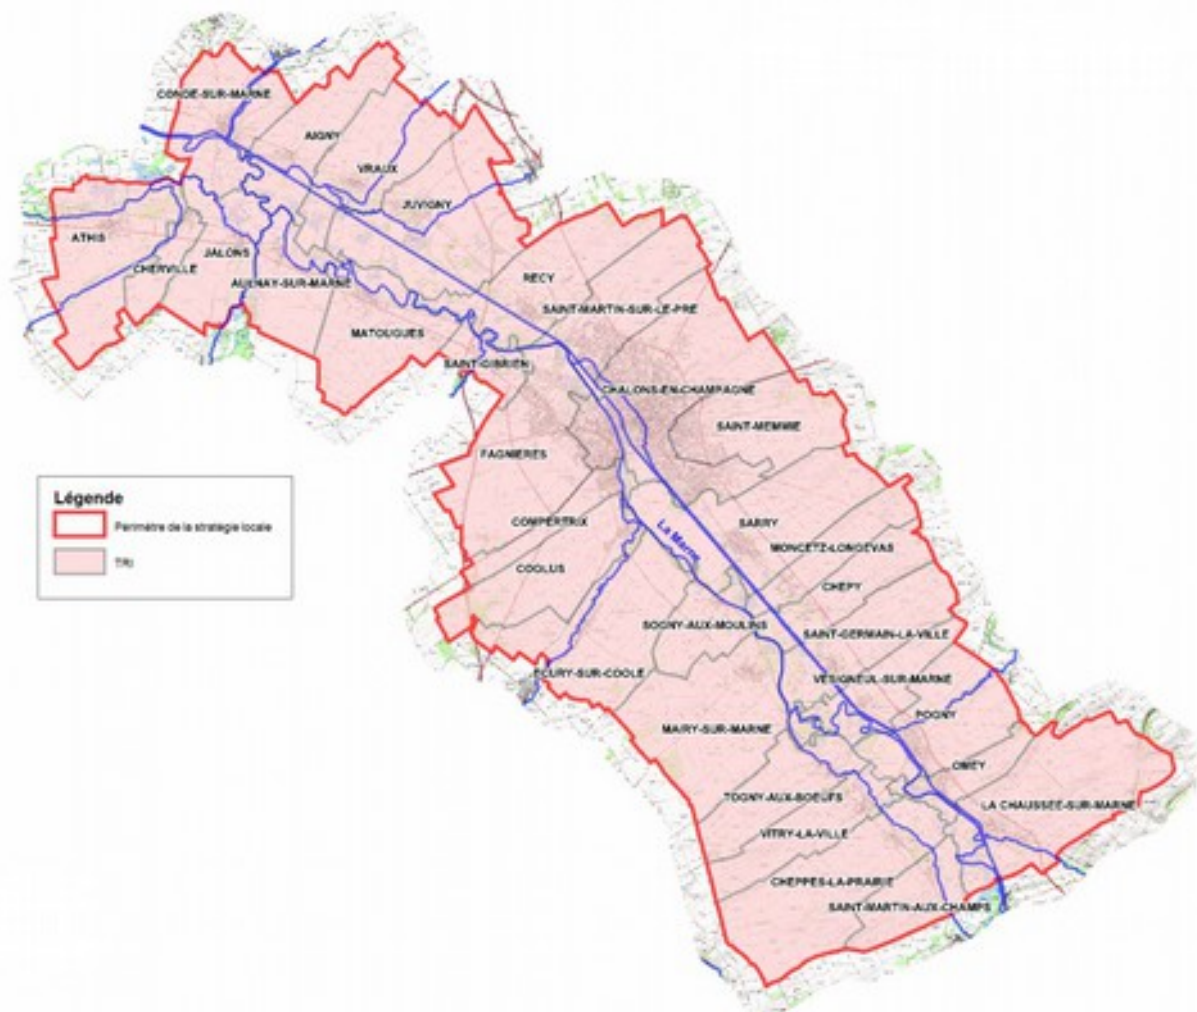 CONDE-SUR-MARNE
AIGNY
VRAUX
JUVIGNY
ATHIS
CHERVILLE
JALONS
AULNAY-SUR-MARNE
RECY
SAINT-MARTIN-SUR-LE-PRE
MATOUGUES
SAINT-GIBRIEN
CHALONS-EN-CHAMPAGNE
SAINT-MEMMIE
FAGNIERES
COMPERTRIX
SARRY
La Marne
MONCETZ-LONGEVAS
COOLUS
CHEPY
SOGNY-AUX-MOULINS
SAINT-GERMAIN-LA-VILLE
ECURY-SUR-COOLE
VESIGNEUL-SUR-MARNE
POGNY
MAIRY-SUR-MARNE
OMEY
TOGNY-AUX-BOEUFS
LA CHAUSSEE-SUR-MARNE
VITRY-LA-VILLE
CHEPPES-LA-PRAIRIE
SAINT-MARTIN-AUX-CHAMPS
Légende
Périmètre de la stratégie locale
TRI